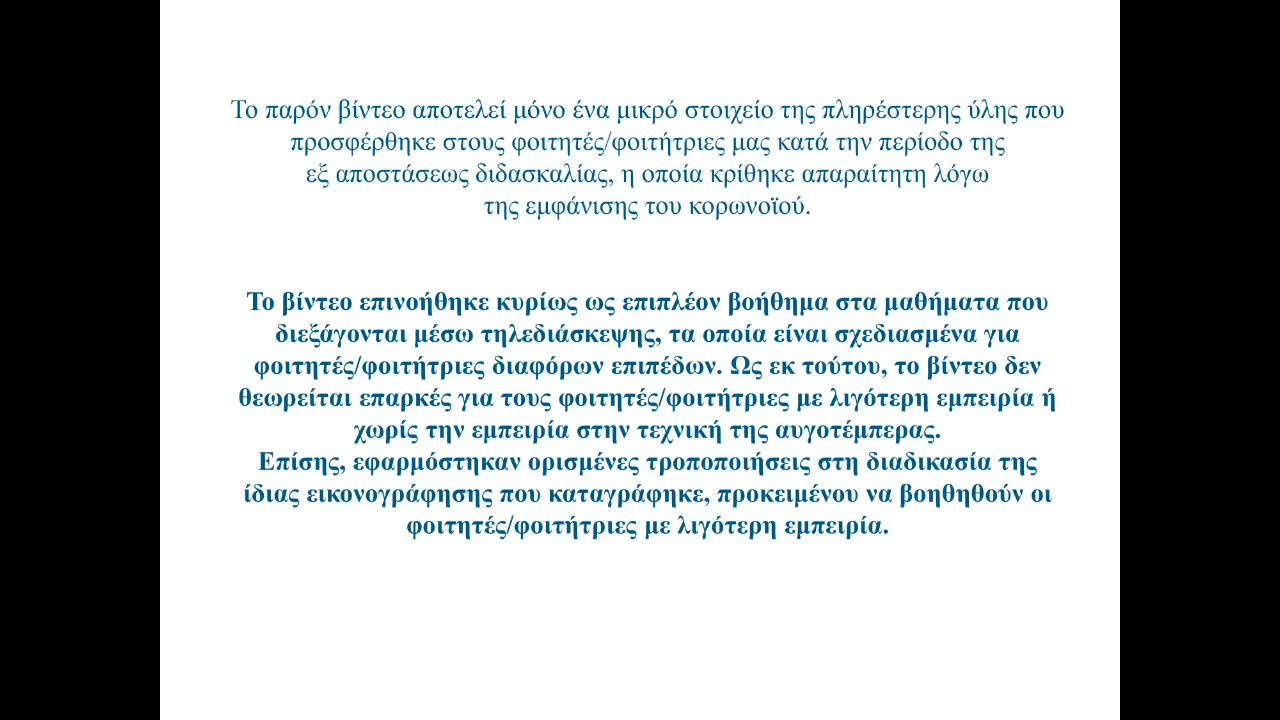 Το παρόν βίντεο αποτελεί μόνο ένα μικρό στοιχείο της πληρέστερης ύλης που
προσφέρθηκε στους φοιτητές/φοιτήτριες μας κατά την περίοδο της
εξ αποστάσεως διδασκαλίας, η οποία κρίθηκε απαραίτητη λόγω
της εμφάνισης του κορωνοϊού.
Το βίντεο επινοήθηκε κυρίως ως επιπλέον βοήθημα στα μαθήματα που
διεξάγονται μέσω τηλεδιάσκεψης, τα οποία είναι σχεδιασμένα για
φοιτητές/φοιτήτριες διαφόρων επιπέδων. Ως εκ τούτου, το βίντεο δεν
θεωρείται επαρκές για τους φοιτητές/φοιτήτριες με λιγότερη εμπειρία ή
χωρίς την εμπειρία στην τεχνική της αυγοτέμπερας.
Επίσης, εφαρμόστηκαν ορισμένες τροποποιήσεις στη διαδικασία της
ίδιας εικονογράφησης που καταγράφηκε, προκειμένου να βοηθηθούν οι
φοιτητές/φοιτήτριες με λιγότερη εμπειρία.